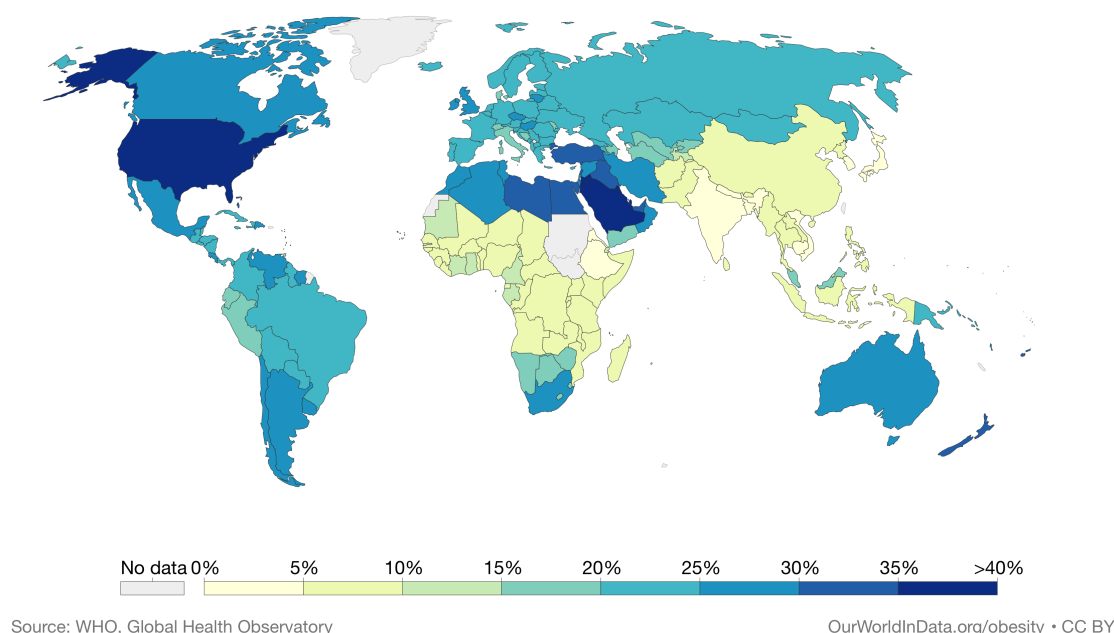 No data 0% 5% 10% 15% 20% 25% 30% 35% >40%
Source: WHO. Global Health Observatory
OurWorldInData.org/obesity • CC BY